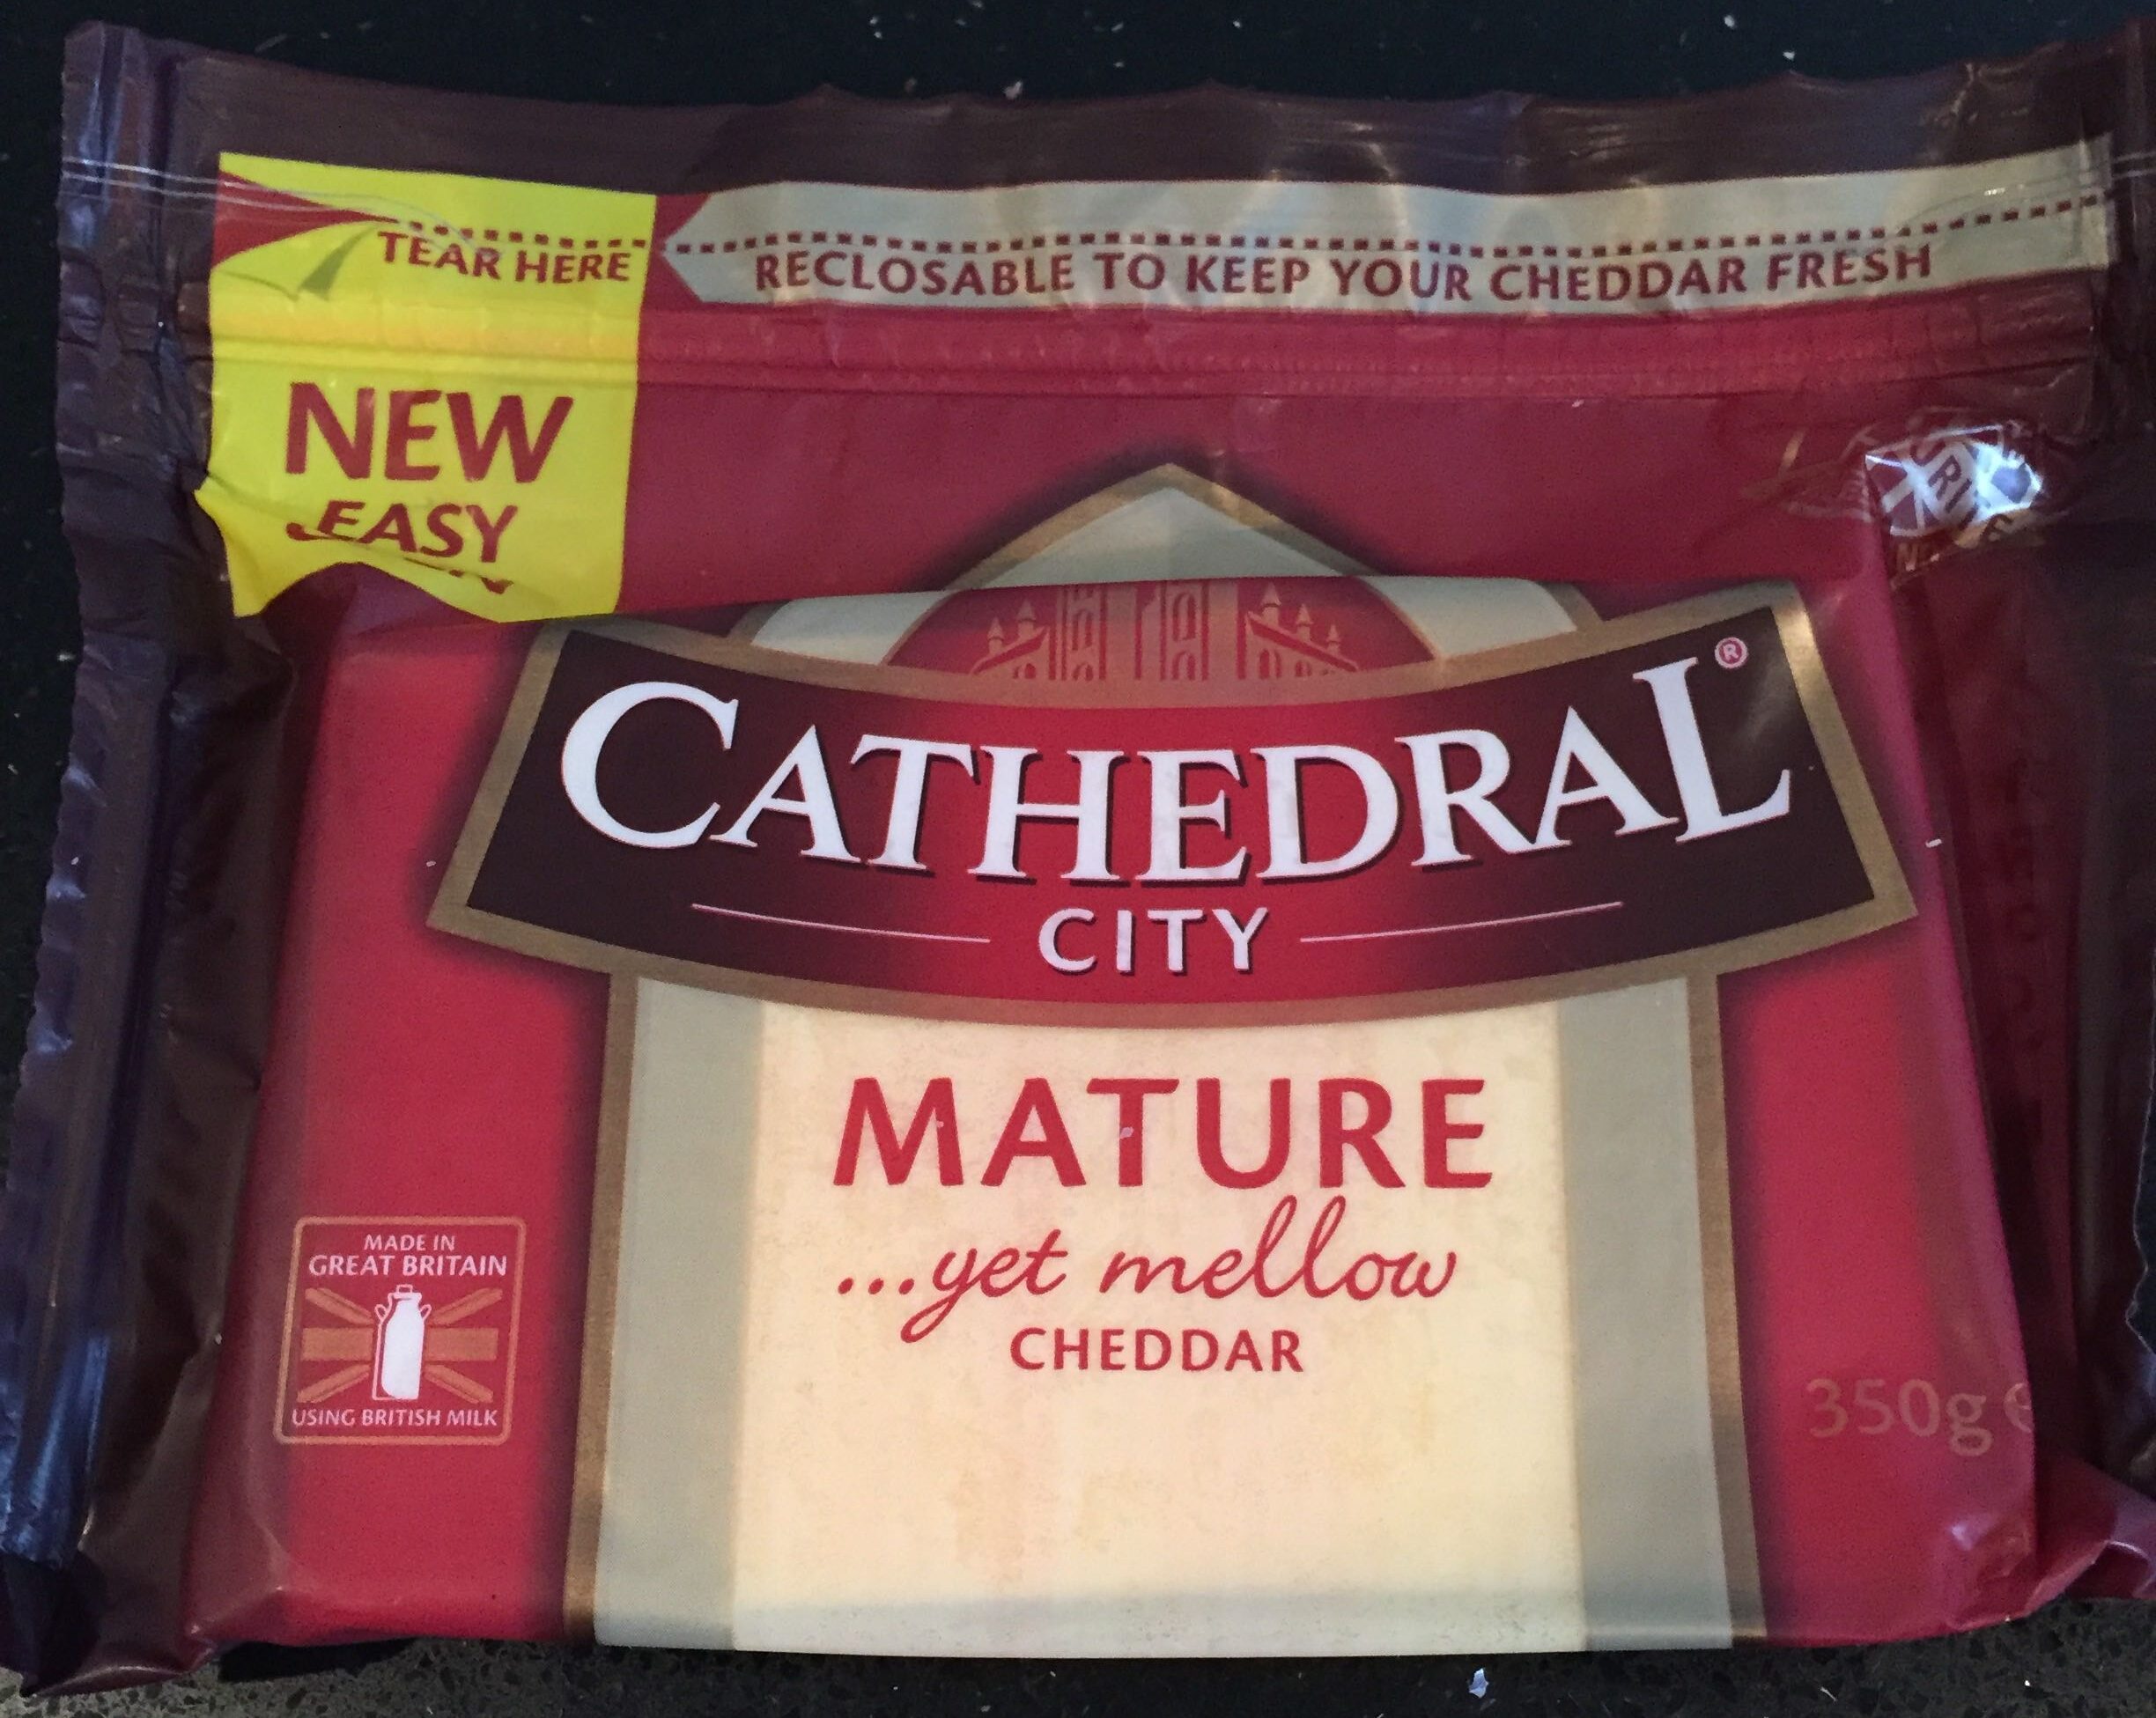 TEAR HERE
RECLOSABLE TO KEEP YOUR CHEDDAR FRESH
NEW
EASY
CATHEDRAL®
CITY
MATURE
...yet mellow
CHEDDAR
MADE IN
GREAT BRITAIN
USING BRITISH MILK
350g e